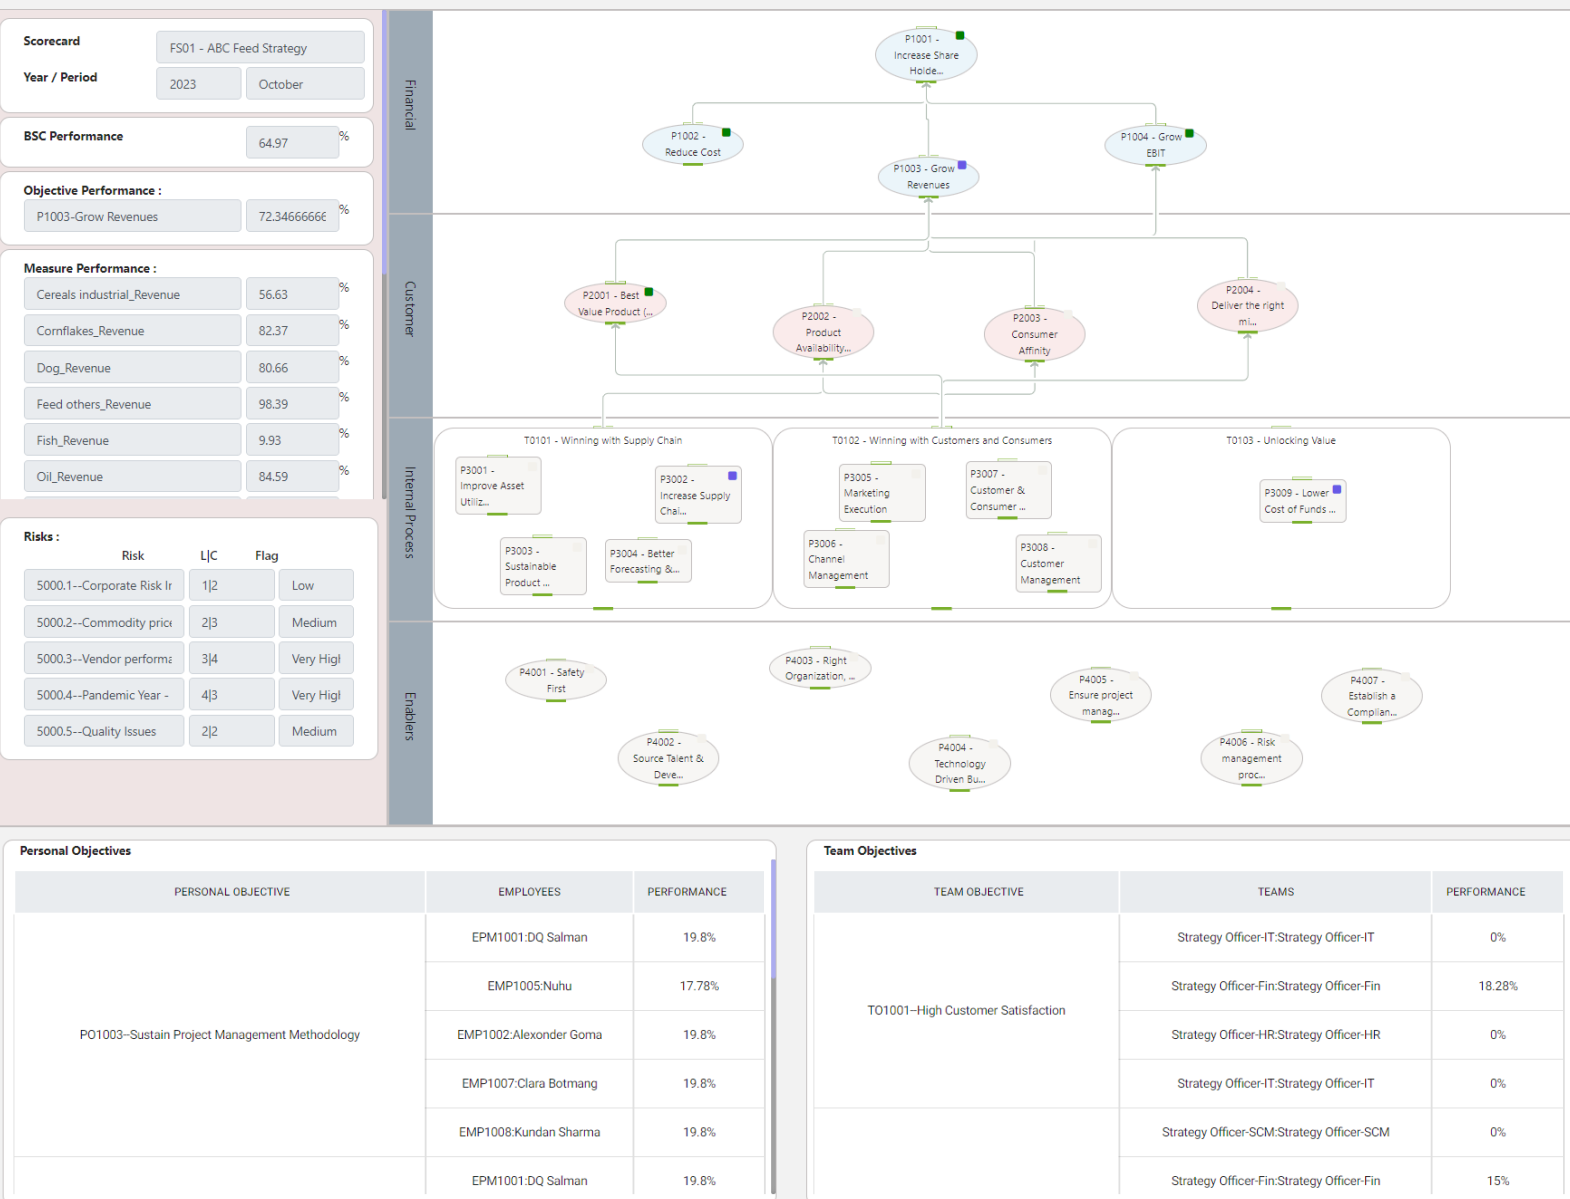 Scorecard
FS01 - ABC Feed Strategy
Year / Period
2023
October
BSC Performance
64.97
%
Objective Performance :
P1003-Grow Revenues
72.34666666
%
Measure Performance :
Cereals industrial_Revenue
56.63
%
Cornflakes_Revenue
82.37
%
Dog_Revenue
80.66
%
Feed others_Revenue
98.39
%
Fish_Revenue
9.93
%
Oil_Revenue
84.59
%
Risks :
Risk
L|C
Flag
5000.1--Corporate Risk Ir
1|2
Low
5000.2--Commodity price
2|3
Medium
5000.3--Vendor performa
3|4
Very High
5000.4--Pandemic Year -
4|3
Very High
5000.5--Quality Issues
2|2
Medium
Financial
P1001 -
Increase Share
Holde...
P1002 -
Reduce Cost
P1003 - Grow
Revenues
P1004 - Grow
EBIT
Customer
P2001 - Best
Value Product (...
P2002 -
Product
Availability...
P2003 -
Consumer
Affinity
P2004 -
Deliver the right
mi...
Internal Process
T0101 - Winning with Supply Chain
P3001 -
Improve Asset
Utiliz...
P3002 -
Increase Supply
Chai...
P3003 -
Sustainable
Product ...
P3004 - Better
Forecasting &...
T0102 - Winning with Customers and Consumers
P3005 -
Marketing
Execution
P3007 -
Customer &
Consumer ...
P3006 -
Channel
Management
P3008 -
Customer
Management
T0103 - Unlocking Value
P3009 - Lower
Cost of Funds ...
Enablers
P4001 - Safety
First
P4002 -
Source Talent &
Deve...
P4003 - Right
Organization, ...
P4004 -
Technology
Driven Bu...
P4005 -
Ensure project
manag...
P4006 - Risk
management
proc...
P4007 -
Establish a
Complian...
Personal Objectives
PERSONAL OBJECTIVE
EMPLOYEES
PERFORMANCE
PO1003--Sustain Project Management Methodology
EPM1001:DQ Salman
19.8%
EMP1005:Nuhu
17.78%
EMP1002:Alexonder Goma
19.8%
EMP1007:Clara Botmang
19.8%
EMP1008:Kundan Sharma
19.8%
EPM1001:DQ Salman
19.8%
Team Objectives
TEAM OBJECTIVE
TEAMS
PERFORMANCE
TO1001--High Customer Satisfaction
Strategy Officer-IT:Strategy Officer-IT
0%
Strategy Officer-Fin:Strategy Officer-Fin
18.28%
Strategy Officer-HR:Strategy Officer-HR
0%
Strategy Officer-IT:Strategy Officer-IT
0%
Strategy Officer-SCM:Strategy Officer-SCM
0%
Strategy Officer-Fin:Strategy Officer-Fin
15%